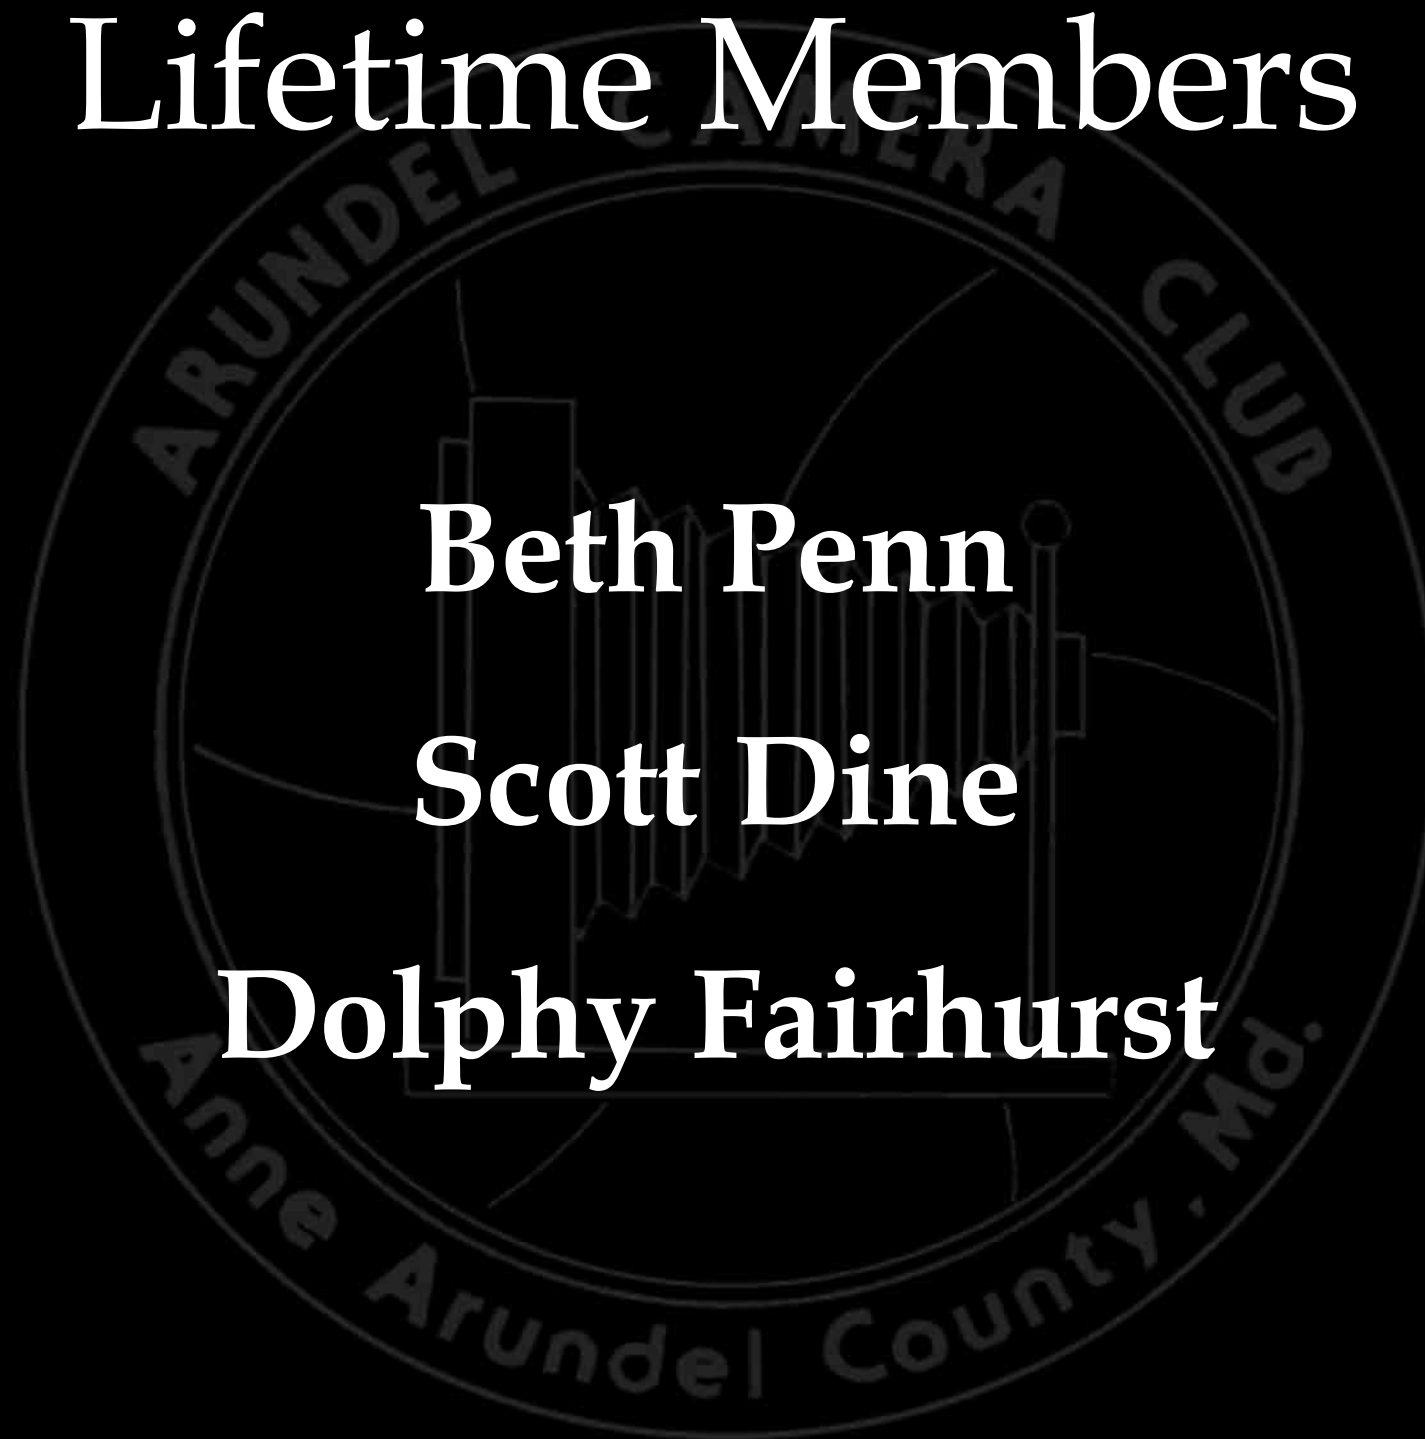 Lifetime Members
ARUNDEL CAMERA CLUB
Beth Penn
Scott Dine
Dolphy Fairhurst
Anne Arundel County, Md.